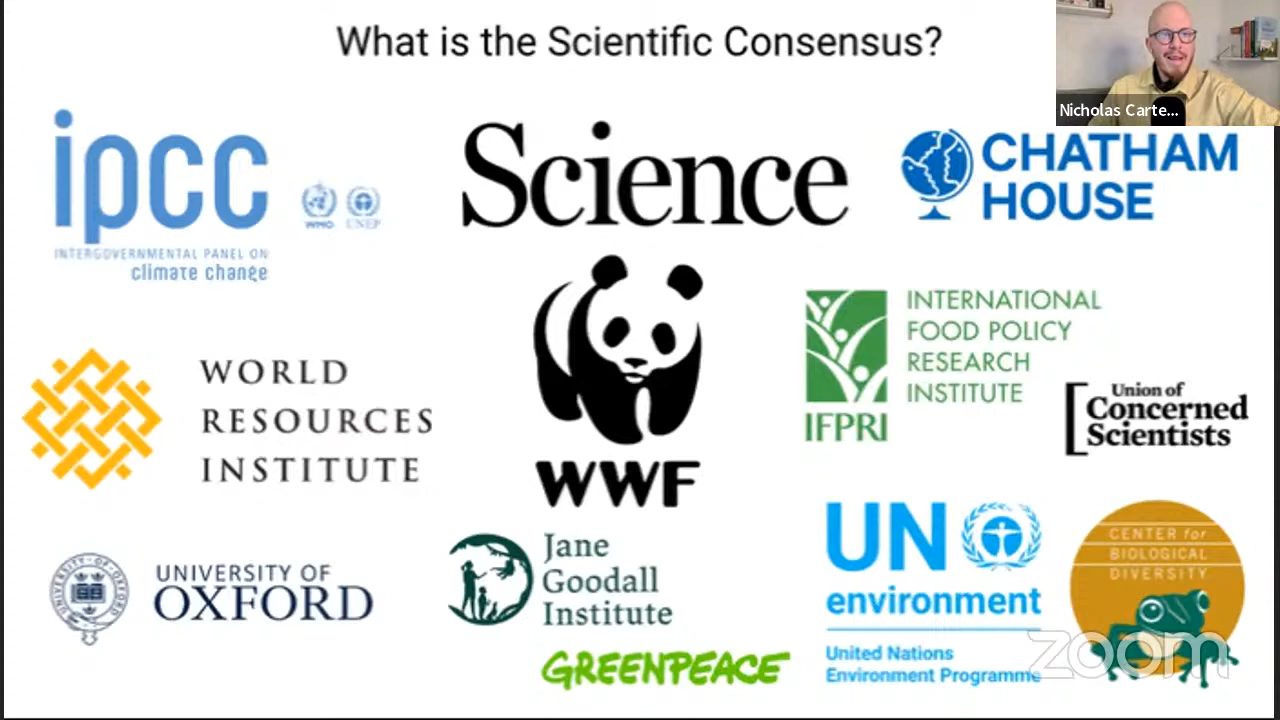 What is the Scientific Consensus?
Nicholas Carte...
ipcc
INTERGOVERNMENTAL PANEL ON
climate change
WMO
UNEP
Science
CHATHAM
HOUSE
WORLD
RESOURCES
INSTITUTE
WWF
INTERNATIONAL
FOOD POLICY
RESEARCH
INSTITUTE
IFPRI
Union of
Concerned
Scientists
UNIVERSITY OF
OXFORD
Jane
Goodall
Institute
GREENPEACE
UN
environment
United Nations
Environment Programme
CENTER for
BIOLOGICAL
DIVERSITY
zoom